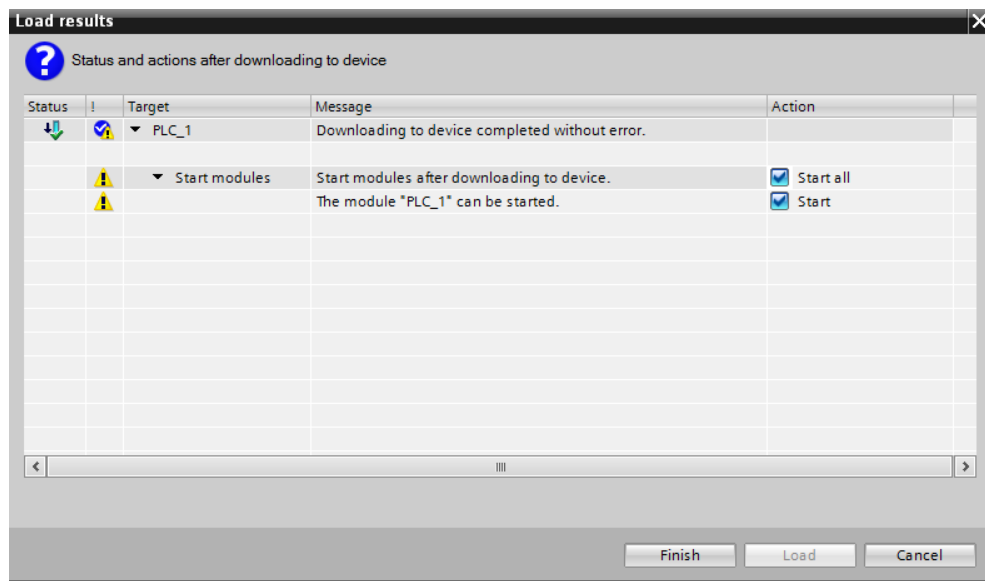 Load results
Status and actions after downloading to device
Status ! Target Message Action
PLC_1 Downloading to device completed without error.
Start modules Start modules after downloading to device. Start all
The module "PLC_1" can be started. Start
Finish Load Cancel